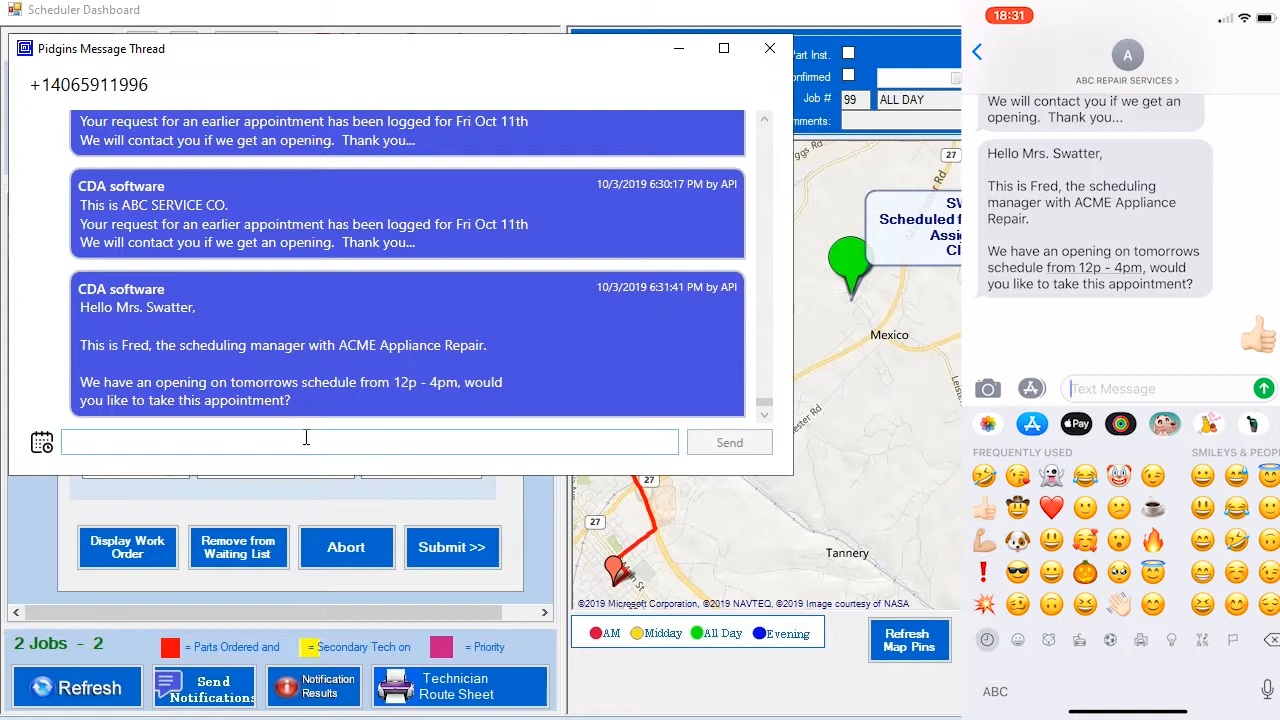 Scheduler Dashboard
Pidgins Message Thread
+14065911996
Your request for an earlier appointment has been logged for Fri Oct 11th
We will contact you if we get an opening.  Thank you...
CDA software
10/3/2019 6:30:17 PM by API
This is ABC SERVICE CO.
Your request for an earlier appointment has been logged for Fri Oct 11th
We will contact you if we get an opening.  Thank you...
CDA software
10/3/2019 6:31:41 PM by API
Hello Mrs. Swatter,
This is Fred, the scheduling manager with ACME Appliance Repair.
We have an opening on tomorrows schedule from 12p - 4pm, would
you like to take this appointment?
Send
Display Work
Order
Remove from
Waiting List
Abort
Submit >>
2 Jobs - 2
= Parts Ordered and
= Secondary Tech on
= Priority
Refresh
Send
Notifications
Notification
Results
Technician
Route Sheet
Part Inst.
Job #
99
ALL DAY
27
Scheduled
Mexico
27
27
Main St
Tannery
©2019 Microsoft Corporation, ©2019 NAVTEQ, ©2019 Image courtesy of NASA
AM
Midday
All Day
Evening
Refresh
Map Pins
18:31
A
ABC REPAIR SERVICES >
We will contact you if we get an
opening.  Thank you...
Hello Mrs. Swatter,
This is Fred, the scheduling
manager with ACME Appliance
Repair.
We have an opening on tomorrows
schedule from 12p - 4pm, would
you like to take this appointment?
Text Message
Pay
FREQUENTLY USED
SMILEYS & PEOP
ABC